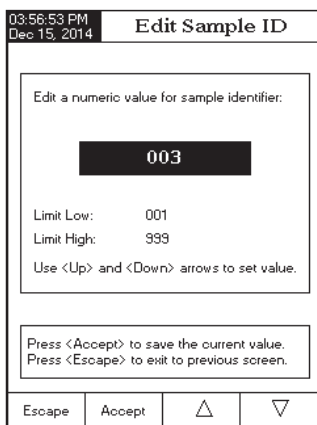 03:56:53 PM
Dec 15, 2014
Edit Sample ID
Edit a numeric value for sample identifier:
003
Limit Low: 001
Limit High: 999
Use <Up> and <Down> arrows to set value.
Press <Accept> to save the current value.
Press <Escape> to exit to previous screen.
Escape Accept △ ▽